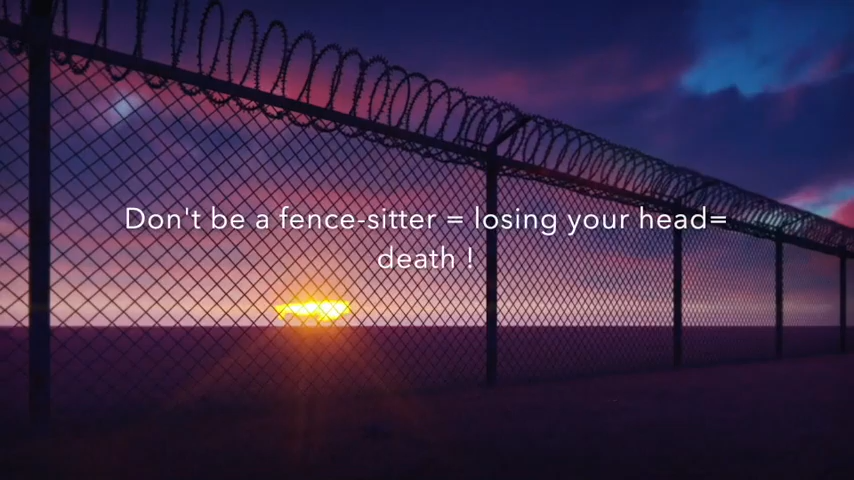 Don't be a fence-sitter = losing your head=
death !